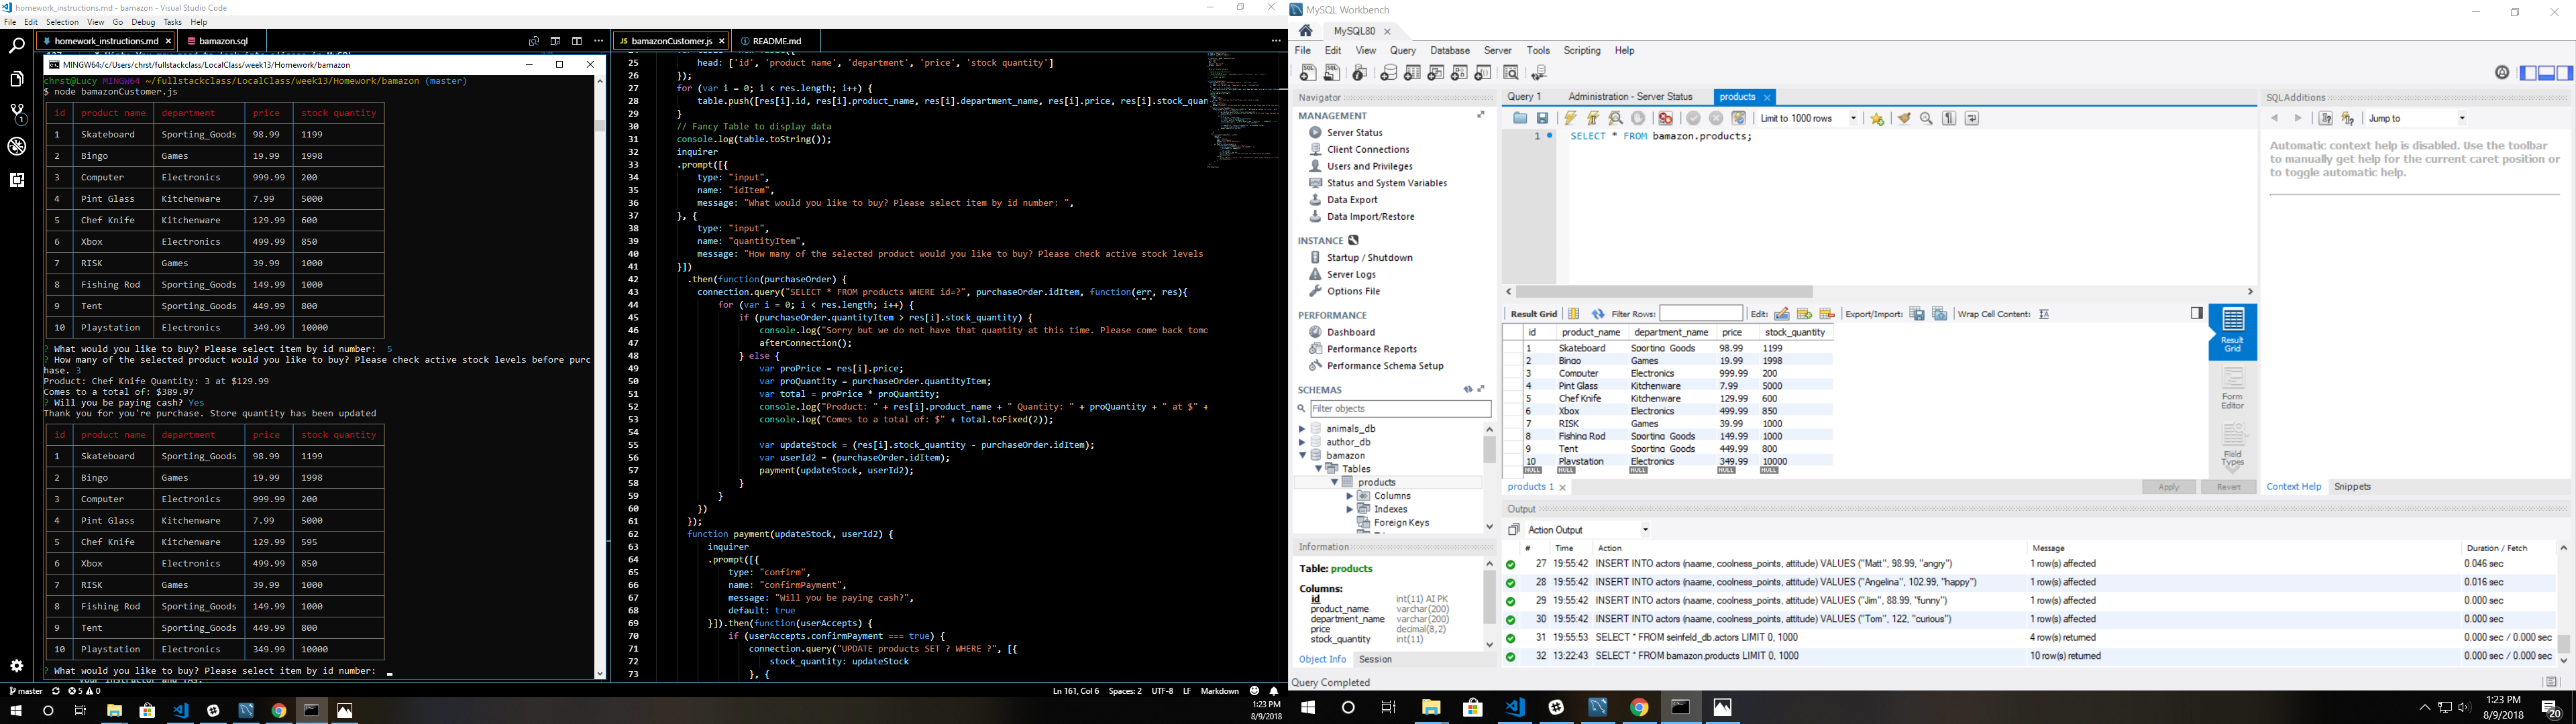 homework_instructions.md - bamazon - Visual Studio Code
File Edit Selection View Go Debug Tasks Help
homework_instructions.md
bamazon.sql
MINGW64:/c/Users/chrst/fullstackclass/LocalClass/week13/Homework/bamazon
chrst@Lucy MINGW64 ~/fullstackclass/LocalClass/week13/Homework/bamazon (master)
$ node bamazonCustomer.js
id product name department price stock quantity
1 Skateboard Sporting_Goods 98.99 1199
2 Bingo Games 19.99 1998
3 Computer Electronics 999.99 200
4 Pint Glass Kitchenware 7.99 5000
5 Chef Knife Kitchenware 129.99 600
6 Xbox Electronics 499.99 850
7 RISK Games 39.99 1000
8 Fishing Rod Sporting_Goods 149.99 1000
9 Tent Sporting_Goods 449.99 800
10 Playstation Electronics 349.99 10000
? What would you like to buy? Please select item by id number: 5
? How many of the selected product would you like to buy? Please check active stock levels before purc
hase. 3
Product: Chef Knife Quantity: 3 at $129.99
Comes to a total of: $389.97
? Will you be paying cash? Yes
Thank you for you're purchase. Store quantity has been updated
id product name department price stock quantity
1 Skateboard Sporting_Goods 98.99 1199
2 Bingo Games 19.99 1998
3 Computer Electronics 999.99 200
4 Pint Glass Kitchenware 7.99 5000
5 Chef Knife Kitchenware 129.99 595
6 Xbox Electronics 499.99 850
7 RISK Games 39.99 1000
8 Fishing Rod Sporting_Goods 149.99 1000
9 Tent Sporting_Goods 449.99 800
10 Playstation Electronics 349.99 10000
? What would you like to buy? Please select item by id number:
master 5 0
JS bamazonCustomer.js
README.md
25 head: ['id', 'product name', 'department', 'price', 'stock quantity']
26 });
27 for (var i = 0; i < res.length; i++) {
28 table.push([res[i].id, res[i].product_name, res[i].department_name, res[i].price, res[i].stock_quan
29 }
30 // Fancy Table to display data
31 console.log(table.toString());
32 inquirer
33 .prompt([{
34 type: "input",
35 name: "idItem",
36 message: "What would you like to buy? Please select item by id number: ",
37 }, {
38 type: "input",
39 name: "quantityItem",
40 message: "How many of the selected product would you like to buy? Please check active stock levels
41 }])
42 .then(function(purchaseOrder) {
43 connection.query("SELECT * FROM products WHERE id=?", purchaseOrder.idItem, function(err, res){
44 for (var i = 0; i < res.length; i++) {
45 if (purchaseOrder.quantityItem > res[i].stock_quantity) {
46 console.log("Sorry but we do not have that quantity at this time. Please come back tomo
47 afterConnection();
48 } else {
49 var proPrice = res[i].price;
50 var proQuantity = purchaseOrder.quantityItem;
51 var total = proPrice * proQuantity;
52 console.log("Product: " + res[i].product_name + " Quantity: " + proQuantity + " at $" +
53 console.log("Comes to a total of: $" + total.toFixed(2));
54
55 var updateStock = (res[i].stock_quantity - purchaseOrder.idItem);
56 var userId2 = (purchaseOrder.idItem);
57 payment(updateStock, userId2);
58 }
59 }
60 })
61 });
62 function payment(updateStock, userId2) {
63 inquirer
64 .prompt([{
65 type: "confirm",
66 name: "confirmPayment",
67 message: "Will you be paying cash?",
68 default: true
69 }]).then(function(userAccepts) {
70 if (userAccepts.confirmPayment === true) {
71 connection.query("UPDATE products SET ? WHERE ?", [{
72 stock_quantity: updateStock
73 }, {
Ln 161, Col 6 Spaces: 2 UTF-8 LF Markdown
1:23 PM
8/9/2018
MySQL Workbench
MySQL80
File Edit View Query Database Server Tools Scripting Help
Navigator
MANAGEMENT
Server Status
Client Connections
Users and Privileges
Status and System Variables
Data Export
Data Import/Restore
INSTANCE
Startup / Shutdown
Server Logs
Options File
PERFORMANCE
Dashboard
Performance Reports
Performance Schema Setup
SCHEMAS
Filter objects
animals_db
author_db
bamazon
Tables
products
Columns
Indexes
Foreign Keys
Information
Table: products
Columns:
id int(11) AI PK
product_name varchar(200)
department_name varchar(200)
price decimal(8,2)
stock_quantity int(11)
Object Info Session
Query Completed
Query 1 Administration - Server Status products
Limit to 1000 rows
1 SELECT * FROM bamazon.products;
Result Grid Filter Rows: Edit: Export/Import: Wrap Cell Content:
id product_name department_name price stock_quantity
1 Skateboard Sporting_Goods 98.99 1199
2 Bingo Games 19.99 1998
3 Computer Electronics 999.99 200
4 Pint Glass Kitchenware 7.99 5000
5 Chef Knife Kitchenware 129.99 600
6 Xbox Electronics 499.99 850
7 RISK Games 39.99 1000
8 Fishing Rod Sporting_Goods 149.99 1000
9 Tent Sporting_Goods 449.99 800
10 Playstation Electronics 349.99 10000
NULL NULL NULL NULL NULL
Result Grid
Form Editor
Field Types
products 1
Apply Revert
SQLAdditions
Jump to
Automatic context help is disabled. Use the toolbar
to manually get help for the current caret position or
to toggle automatic help.
Context Help Snippets
Output
Action Output
# Time Action Message Duration / Fetch
27 19:55:42 INSERT INTO actors (naame, coolness_points, attitude) VALUES ("Matt", 98.99, "angry") 1 row(s) affected 0.046 sec
28 19:55:42 INSERT INTO actors (naame, coolness_points, attitude) VALUES ("Angelina", 102.99, "happy") 1 row(s) affected 0.016 sec
29 19:55:42 INSERT INTO actors (naame, coolness_points, attitude) VALUES ("Jim", 88.99, "funny") 1 row(s) affected 0.000 sec
30 19:55:42 INSERT INTO actors (naame, coolness_points, attitude) VALUES ("Tom", 122, "curious") 1 row(s) affected 0.000 sec
31 19:55:53 SELECT * FROM seinfeld_db.actors LIMIT 0, 1000 4 row(s) returned 0.000 sec / 0.000 sec
32 13:22:43 SELECT * FROM bamazon.products LIMIT 0, 1000 10 row(s) returned 0.000 sec / 0.000 sec
1:23 PM
8/9/2018
20